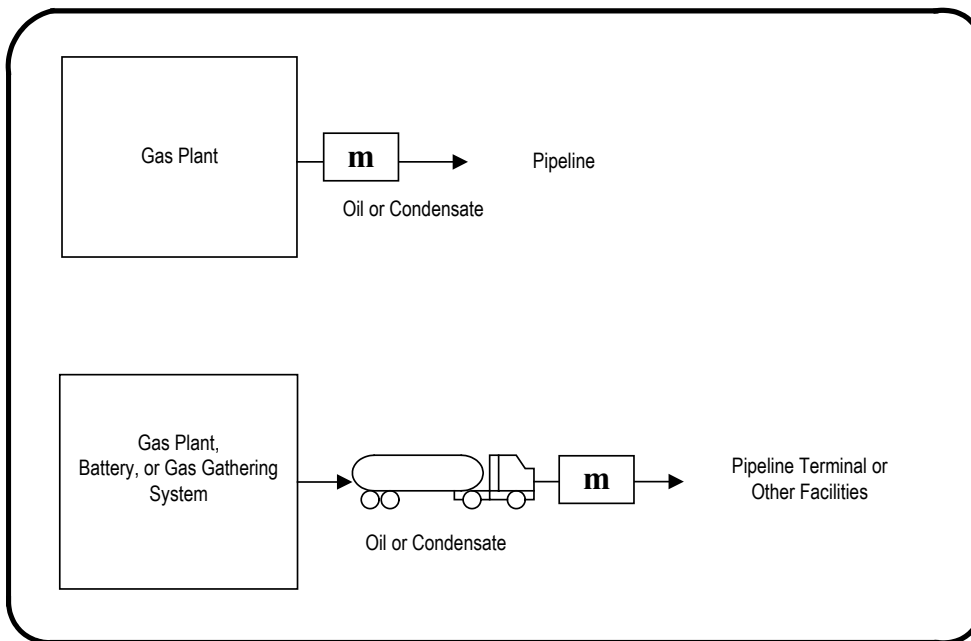 Gas Plant
m
Pipeline
Oil or Condensate
Gas Plant,
Battery, or Gas Gathering
System
m
Pipeline Terminal or
Other Facilities
Oil or Condensate